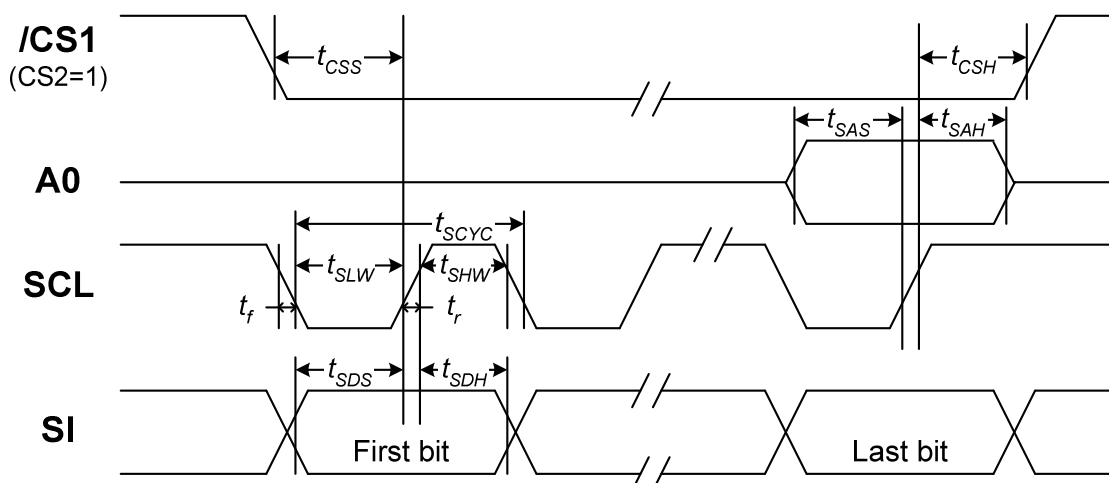 /CS1
(CS2=1)
tCSS
tCSH
A0
tSAS
tSAH
SCL
tSCYC
tSLW
tSHW
tf
tr
SI
tSDS
tSDH
First bit
Last bit